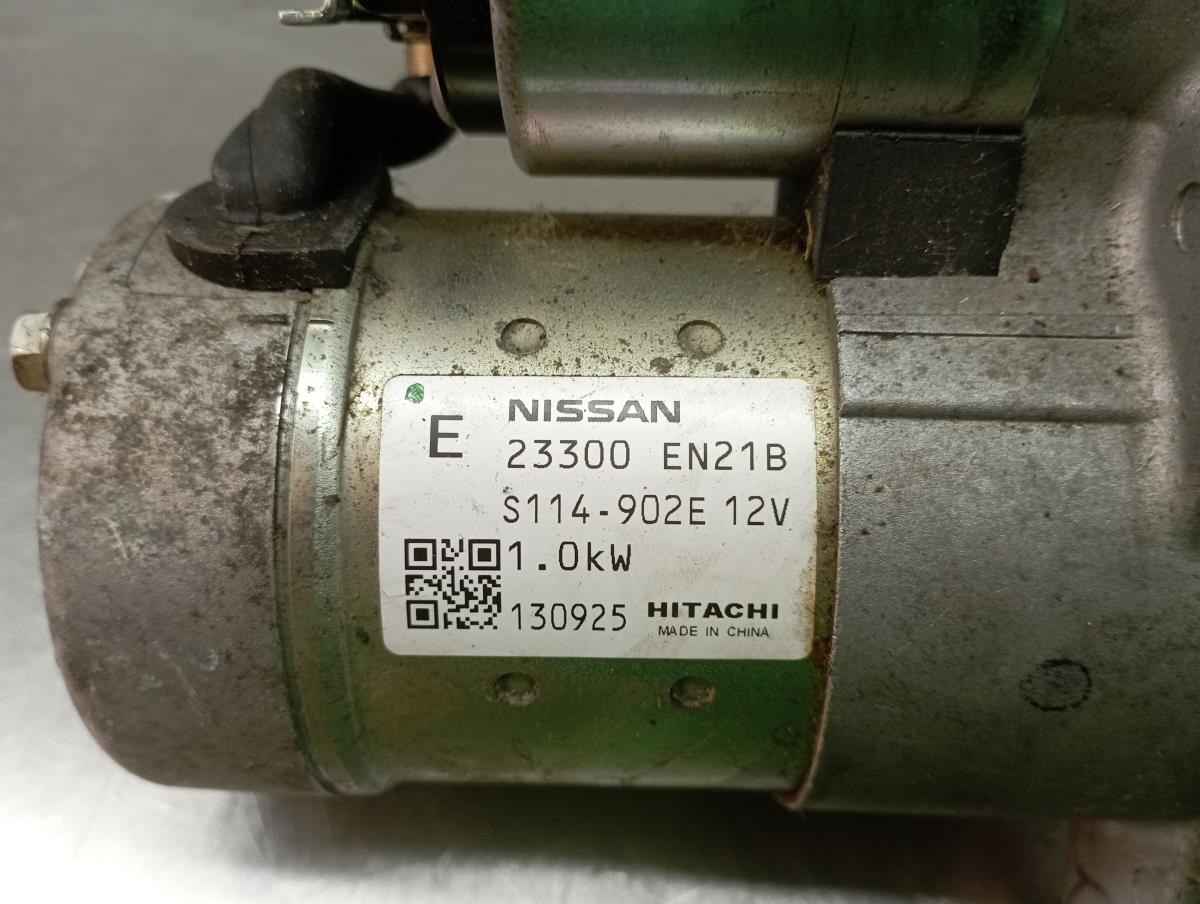 E NISSAN
23300 EN21B
S114-902E 12V
1.0kW
130925 HITACHI
MADE IN CHINA